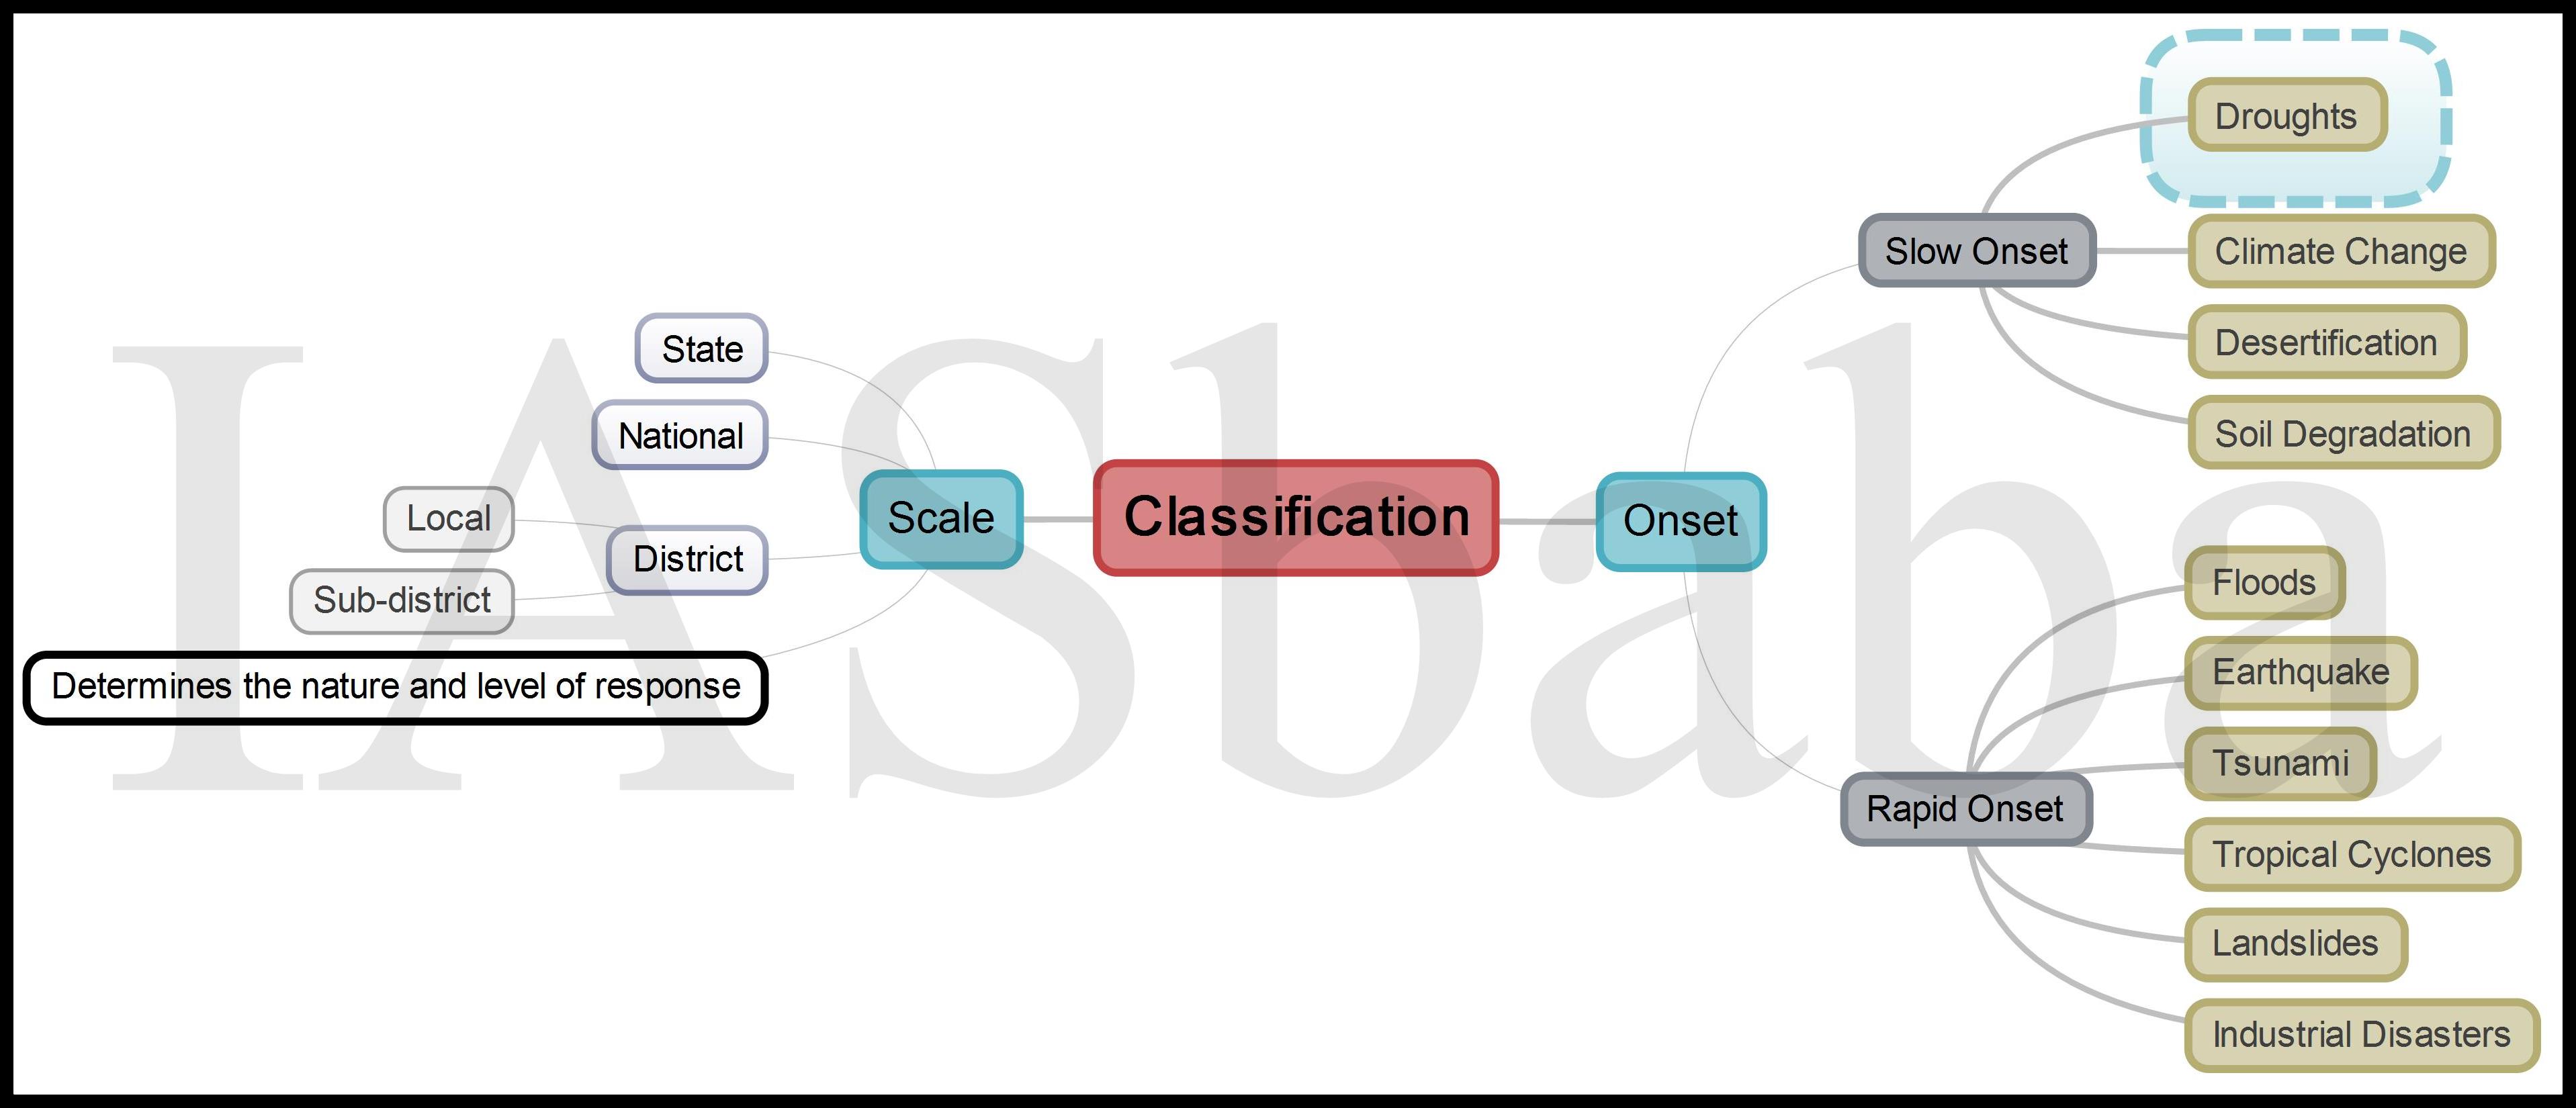 Classification
Scale
State
National
District
Local
Sub-district
Determines the nature and level of response
Onset
Slow Onset
Droughts
Climate Change
Desertification
Soil Degradation
Rapid Onset
Floods
Earthquake
Tsunami
Tropical Cyclones
Landslides
Industrial Disasters
IASbaba